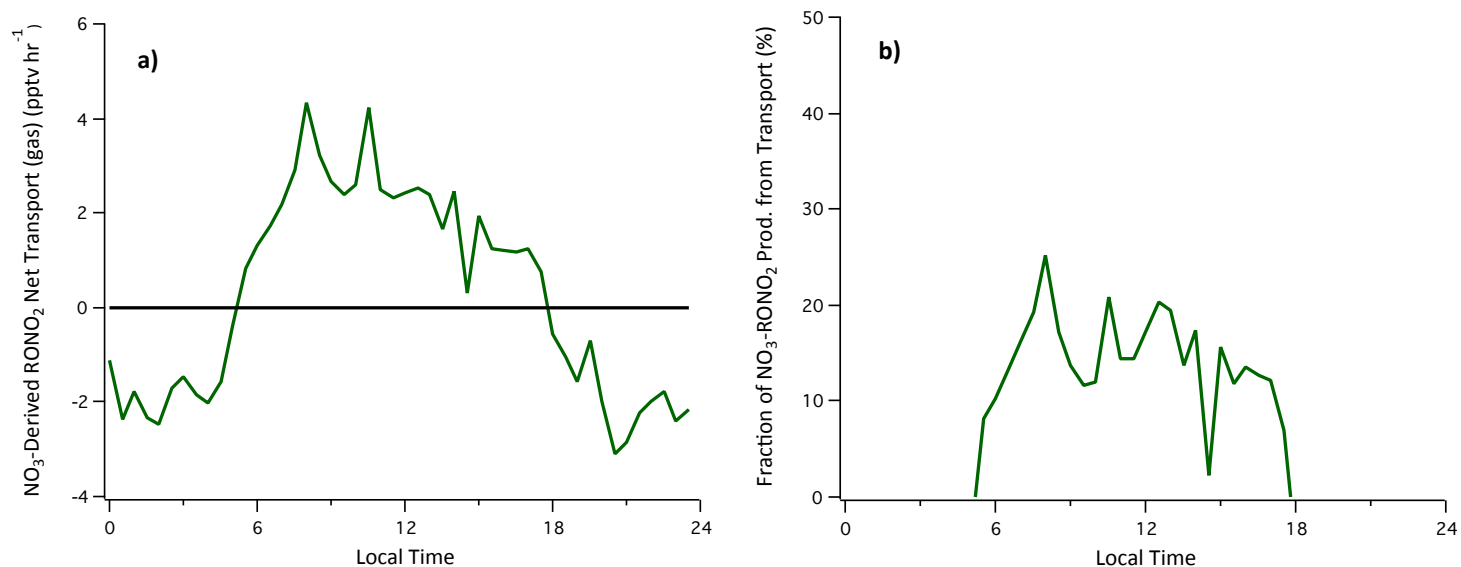 a)
NO₃-Derived RONO₂ Net Transport (gas) (pptv hr⁻¹)
6
4
2
0
-2
-4
0 6 12 18 24
Local Time
b)
Fraction of NO₃-RONO₂ Prod. from Transport (%)
50
40
30
20
10
0
0 6 12 18 24
Local Time